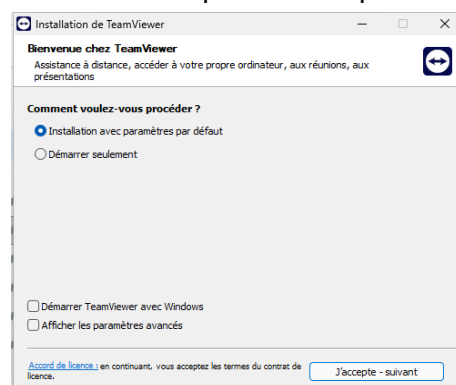 Installation de TeamViewer
Bienvenue chez TeamViewer
Assistance à distance, accéder à votre propre ordinateur, aux réunions, aux
présentations
Comment voulez-vous procéder ?
Installation avec paramètres par défaut
Démarrer seulement
Démarrer TeamViewer avec Windows
Afficher les paramètres avancés
Accord de licence : en continuant, vous acceptez les termes du contrat de
licence.
J'accepte - suivant